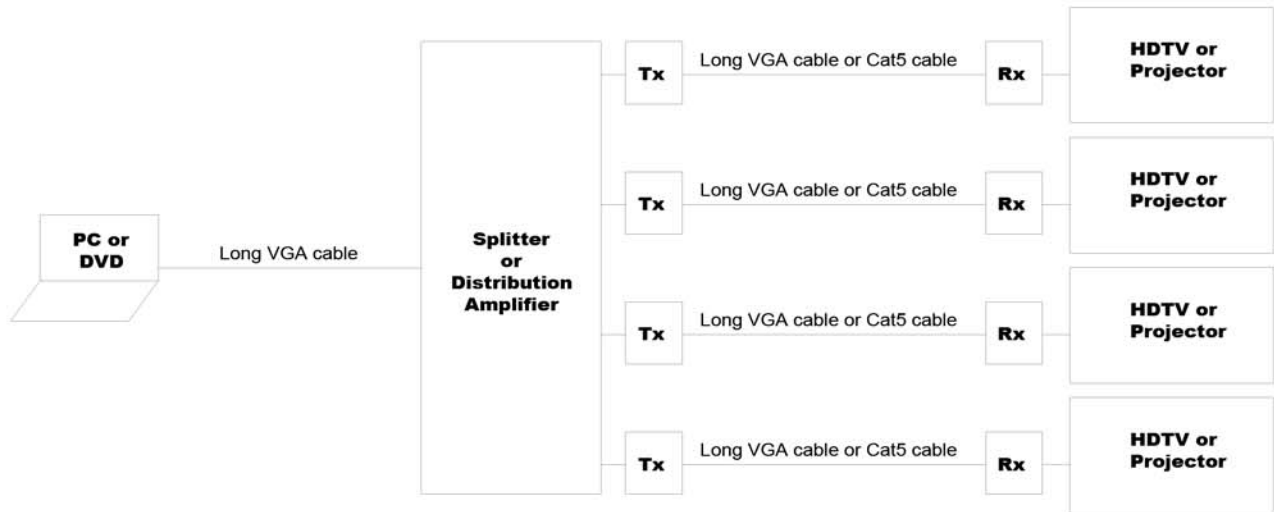 Tx
Long VGA cable or Cat5 cable
Rx
HDTV or
Projector
Tx
Long VGA cable or Cat5 cable
Rx
HDTV or
Projector
PC or
DVD
Long VGA cable
Splitter
or
Distribution
Amplifier
Tx
Long VGA cable or Cat5 cable
Rx
HDTV or
Projector
Tx
Long VGA cable or Cat5 cable
Rx
HDTV or
Projector